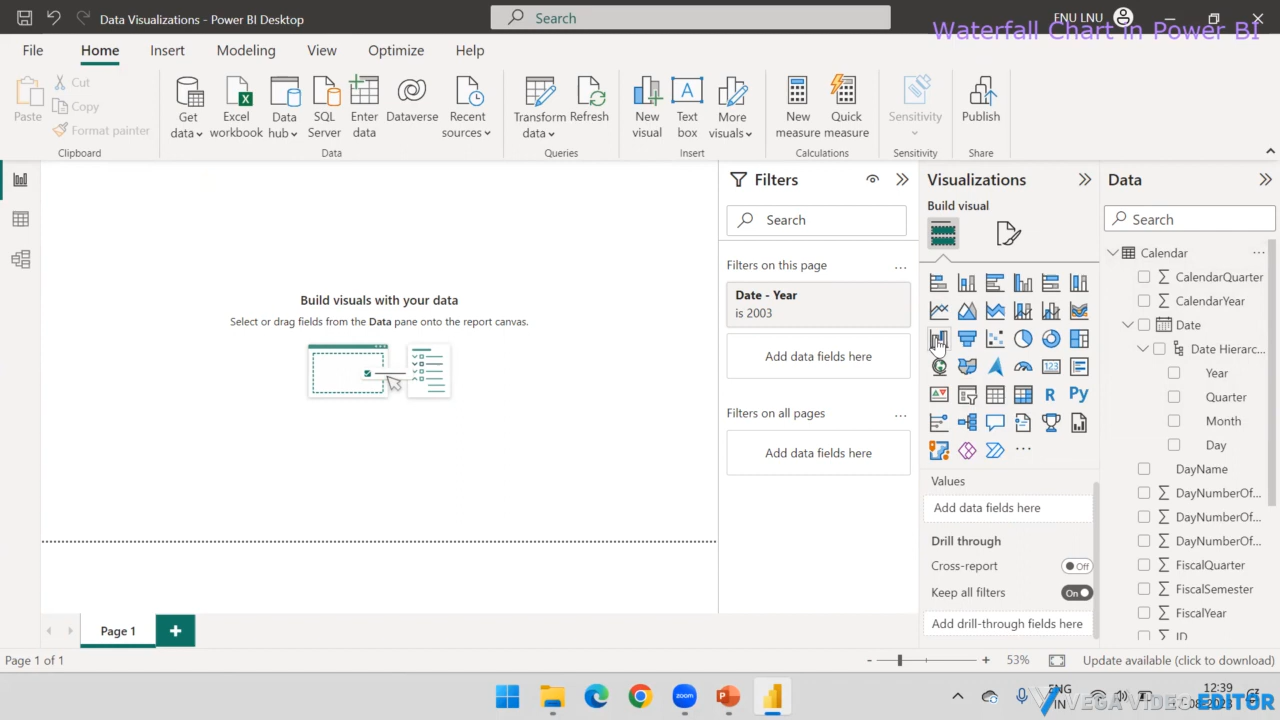 Data Visualizations - Power BI Desktop
Search
ENU LNU
Waterfall Chart in Power BI
File
Home
Insert
Modeling
View
Optimize
Help
Paste
Cut
Copy
Format painter
Clipboard
Get data
Excel workbook
Data hub
SQL Server
Enter data
Dataverse
Recent sources
Data
Transform data
Refresh
Queries
New visual
Text box
More visuals
Insert
New measure
Quick measure
Calculations
Sensitivity
Sensitivity
Publish
Share
Build visuals with your data
Select or drag fields from the Data pane onto the report canvas.
Filters
Search
Filters on this page
...
Date - Year
is 2003
Add data fields here
Filters on all pages
...
Add data fields here
Visualizations
Build visual
123
R
Py
...
Values
Add data fields here
Drill through
Cross-report
Off
Keep all filters
On
Add drill-through fields here
Data
Search
Calendar
...
CalendarQuarter
CalendarYear
Date
Date Hierarc...
Year
Quarter
Month
Day
DayName
DayNumberOf...
DayNumberOf...
DayNumberOf...
FiscalQuarter
FiscalSemester
FiscalYear
ID
Page 1
Page 1 of 1
53%
Update available (click to download)
zoom
ENG
IN
12:39
-08-2023
VEGA VIDEO EDITOR